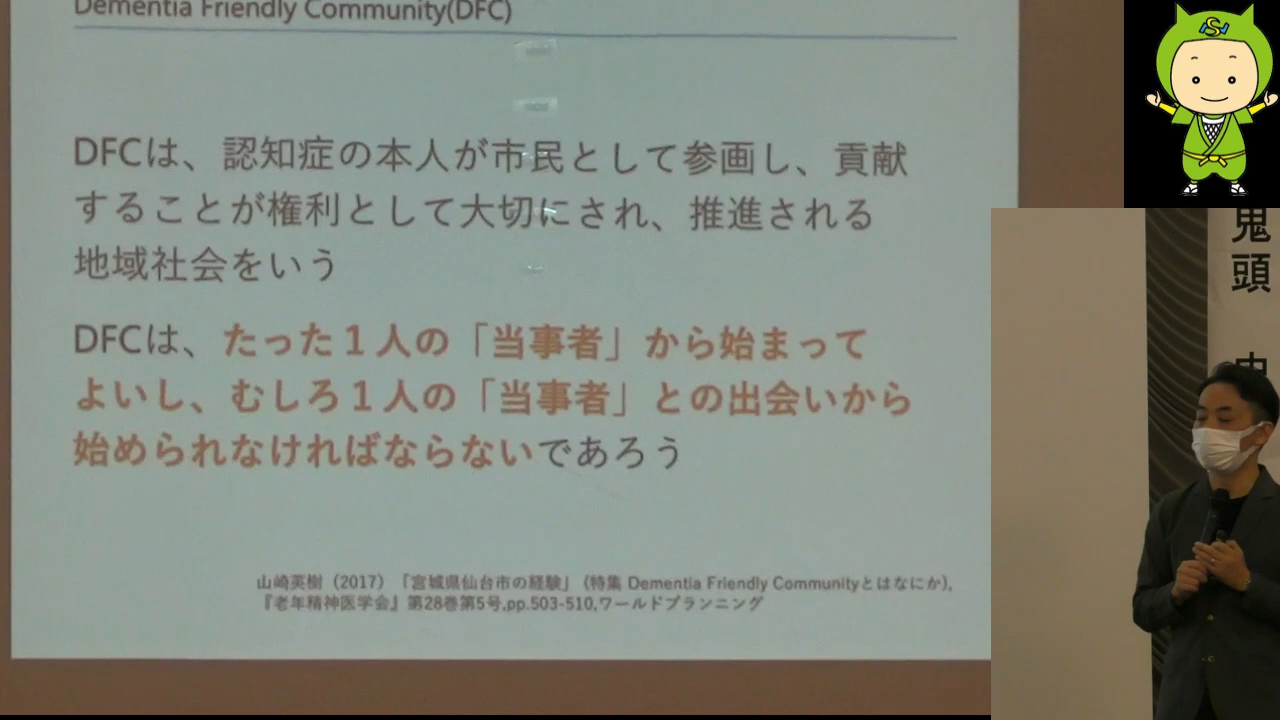 Dementia Friendly Community(DFC)
DFCは、認知症の本人が市民として参画し、貢献
することが権利として大切にされ、推進される
地域社会をいう
DFCは、たった１人の「当事者」から始まって
よいし、むしろ１人の「当事者」との出会いから
始められなければならないであろう
山崎英樹（2017）「宮城県仙台市の経験」（特集 Dementia Friendly Communityとはなにか),
『老年精神医学会』第28巻第5号,pp.503-510,ワールドプランニング
S
鬼頭